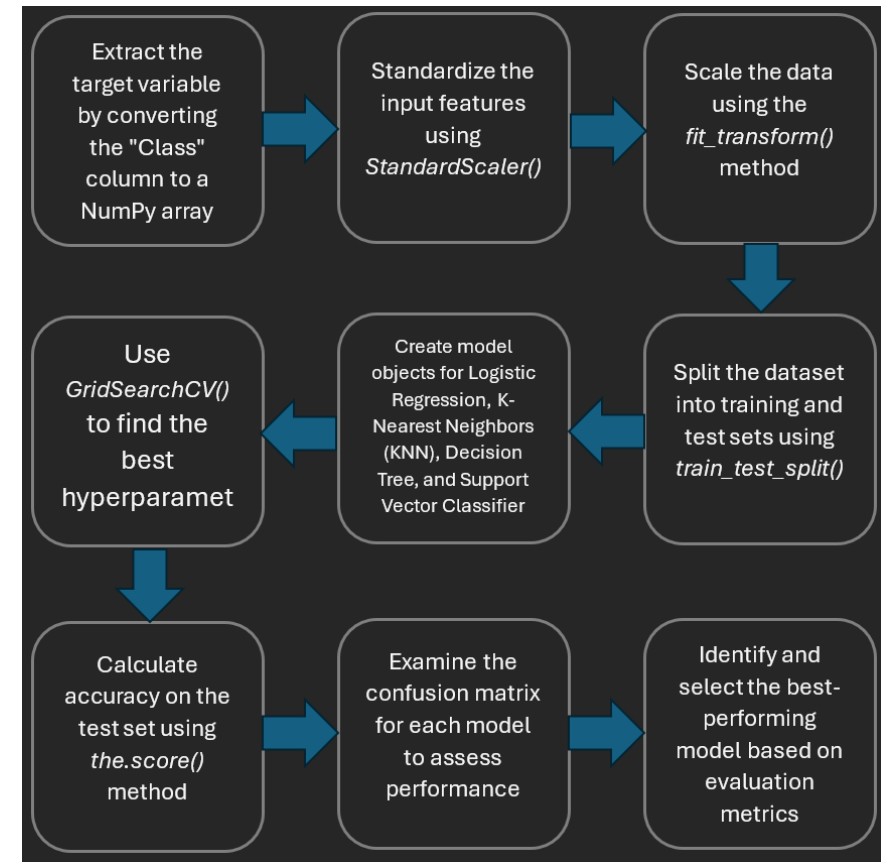 Extract the
target variable
by converting
the "Class"
column to a
NumPy array
Standardize the
input features
using
StandardScaler()
Scale the data
using the
fit_transform()
method
Split the dataset
into training and
test sets using
train_test_split()
Create model
objects for Logistic
Regression, K-
Nearest Neighbors
(KNN), Decision
Tree, and Support
Vector Classifier
Use
GridSearchCV()
to find the
best
hyperparamet
Calculate
accuracy on the
test set using
the.score()
method
Examine the
confusion matrix
for each model
to assess
performance
Identify and
select the best-
performing
model based on
evaluation
metrics